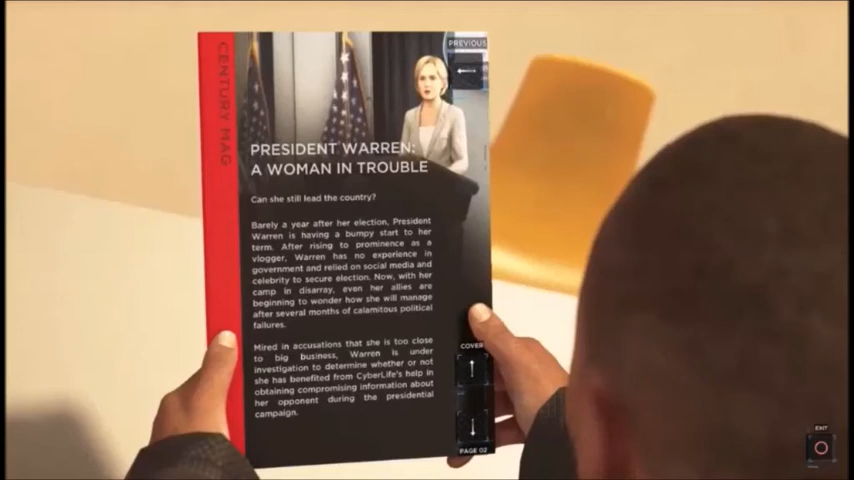 CENTURY MAG
PREVIOUS
PRESIDENT WARREN:
A WOMAN IN TROUBLE
Can she still lead the country?
Barely a year after her election, President
Warren is having a bumpy start to her
term. After rising to prominence as a
vlogger, Warren has no experience in
government and relied on social media and
celebrity to secure election. Now, with her
camp in disarray, even her allies are
beginning to wonder how she will manage
after several months of calamitous political
failures.
Mired in accusations that she is too close
to big business, Warren is under
investigation to determine whether or not
she has benefited from CyberLife's help in
obtaining compromising information about
her opponent during the presidential
campaign.
COVER
PAGE 02
EXIT